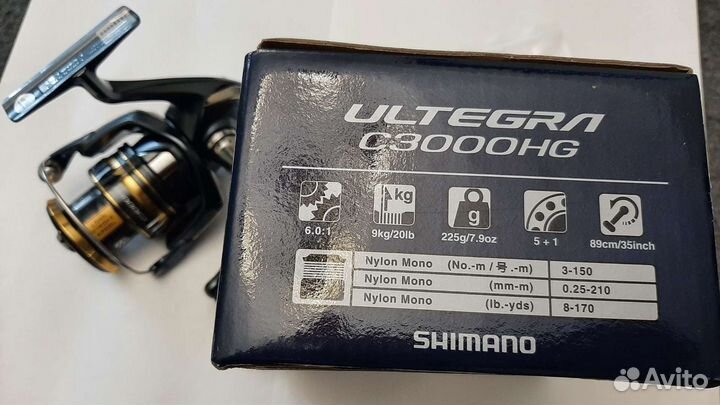 ULTEGRA
C3000HG
6.0:1
kg
9kg/20lb
g
225g/7.9oz
5 + 1
89cm/35inch
Nylon Mono (No.-m / 号.-m) 3-150
Nylon Mono (mm-m) 0.25-210
Nylon Mono (lb.-yds) 8-170
SHIMANO
Avito